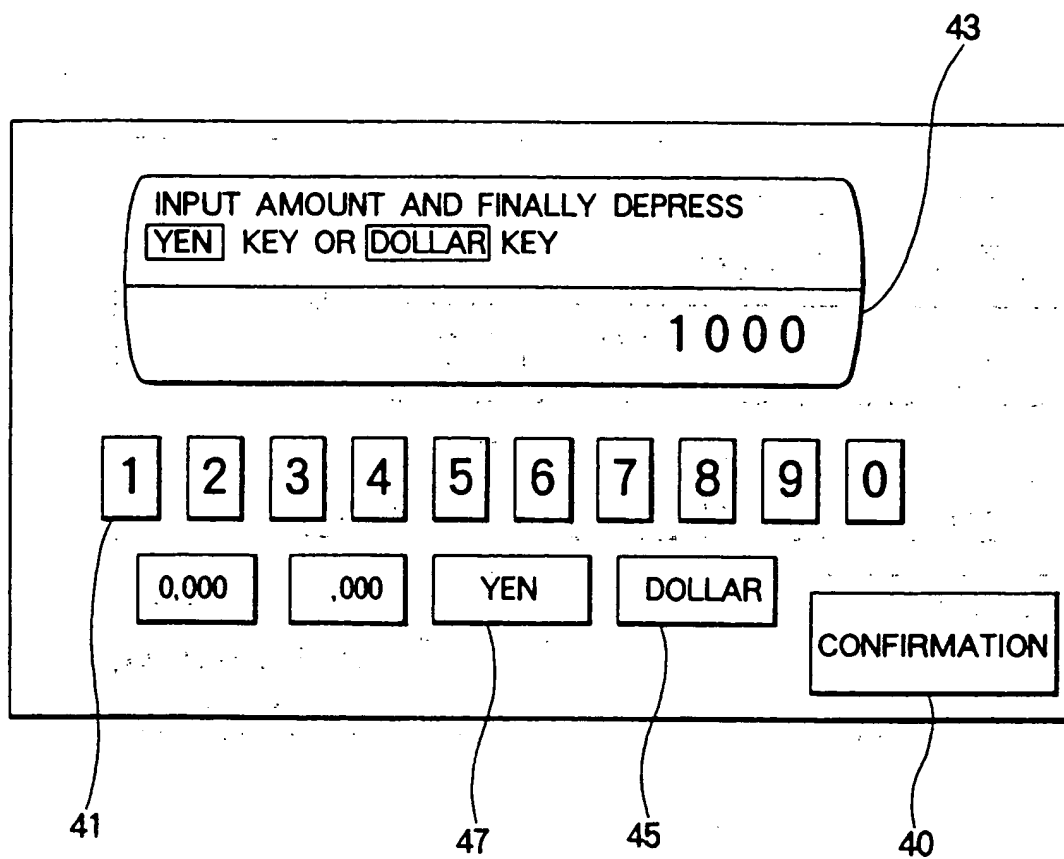 43
INPUT AMOUNT AND FINALLY DEPRESS
YEN KEY OR DOLLAR KEY
1000
1 2 3 4 5 6 7 8 9 0
0,000 ,000 YEN DOLLAR
CONFIRMATION
41 47 45 40